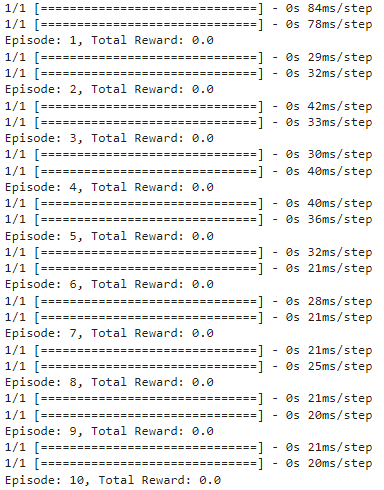 1/1 [==============================] - 0s 84ms/step
1/1 [==============================] - 0s 78ms/step
Episode: 1, Total Reward: 0.0
1/1 [==============================] - 0s 29ms/step
1/1 [==============================] - 0s 32ms/step
Episode: 2, Total Reward: 0.0
1/1 [==============================] - 0s 42ms/step
1/1 [==============================] - 0s 33ms/step
Episode: 3, Total Reward: 0.0
1/1 [==============================] - 0s 30ms/step
1/1 [==============================] - 0s 40ms/step
Episode: 4, Total Reward: 0.0
1/1 [==============================] - 0s 40ms/step
1/1 [==============================] - 0s 36ms/step
Episode: 5, Total Reward: 0.0
1/1 [==============================] - 0s 32ms/step
1/1 [==============================] - 0s 21ms/step
Episode: 6, Total Reward: 0.0
1/1 [==============================] - 0s 28ms/step
1/1 [==============================] - 0s 21ms/step
Episode: 7, Total Reward: 0.0
1/1 [==============================] - 0s 21ms/step
1/1 [==============================] - 0s 25ms/step
Episode: 8, Total Reward: 0.0
1/1 [==============================] - 0s 21ms/step
1/1 [==============================] - 0s 20ms/step
Episode: 9, Total Reward: 0.0
1/1 [==============================] - 0s 21ms/step
1/1 [==============================] - 0s 20ms/step
Episode: 10, Total Reward: 0.0